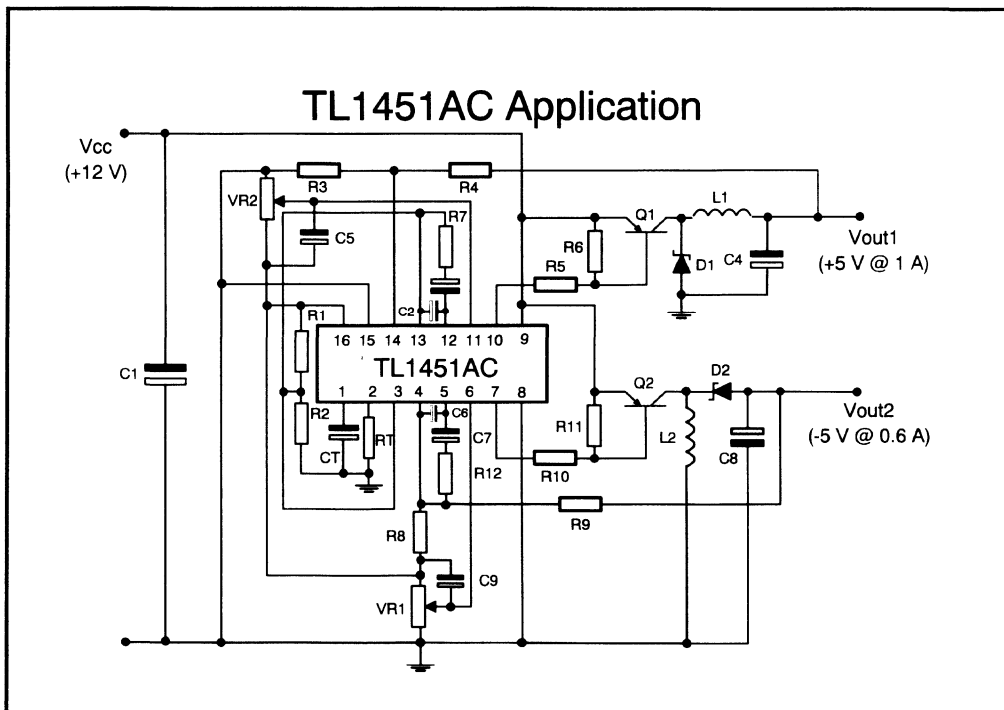 TL1451AC Application
Vcc
(+12 V)
R3
R4
VR2
R7
C5
Q1
L1
R6
R5
D1
C4
Vout1
(+5 V @ 1 A)
C2
R1
16 15 14 13 12 11 10 9
TL1451AC
1 2 3 4 5 6 7 8
C1
R2
CT
RT
C6
C7
R12
Q2
D2
R11
R10
L2
C8
Vout2
(-5 V @ 0.6 A)
R9
R8
C9
VR1